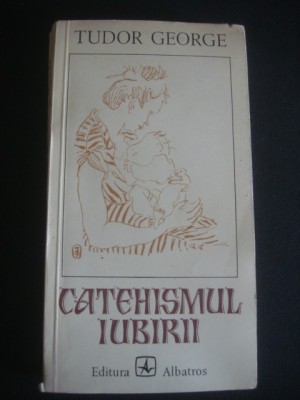 TUDOR GEORGE
CATEHISMUL
IUBIRII
Editura Albatros